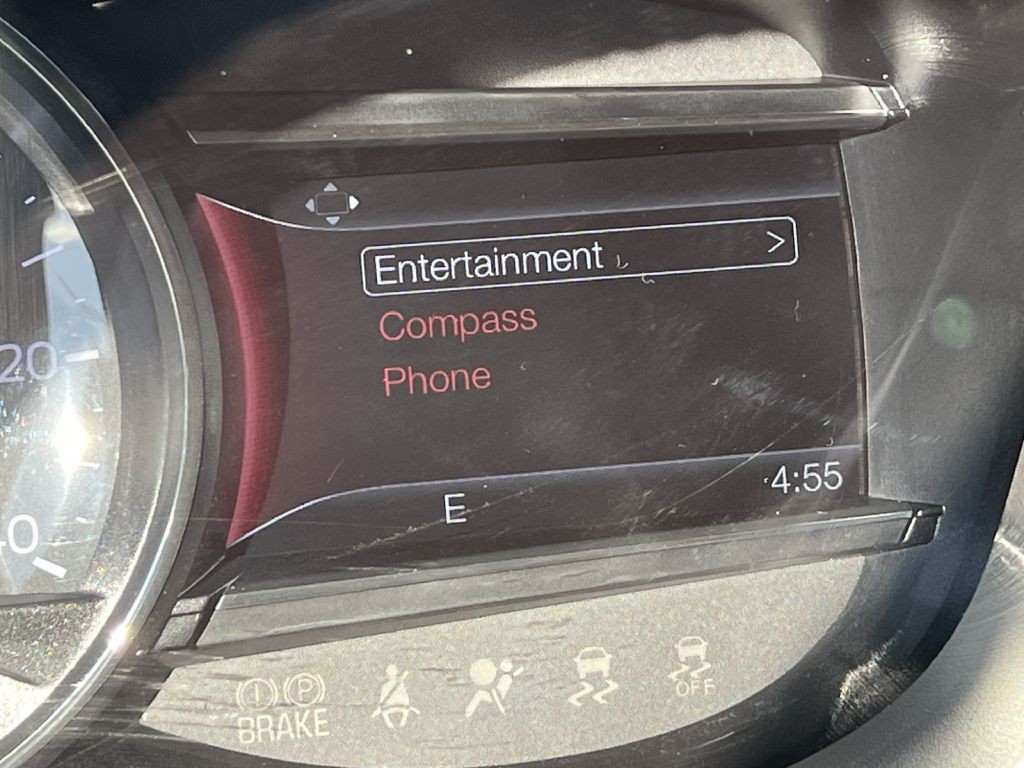 Entertainment >
Compass
Phone
E 4:55
20
BRAKE
P
OFF